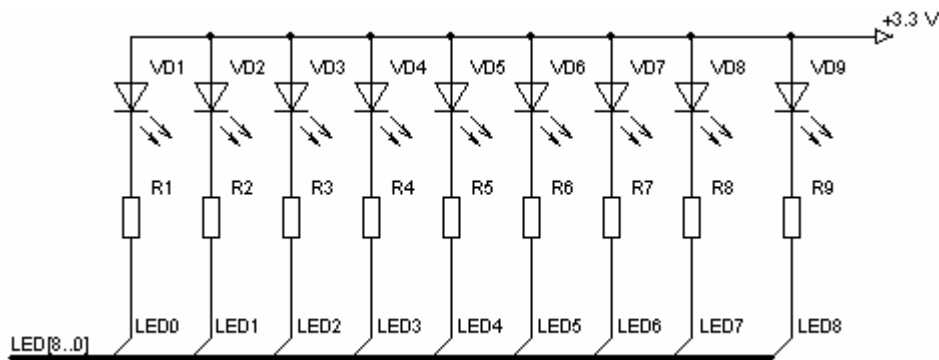 +3.3 V
VD1 VD2 VD3 VD4 VD5 VD6 VD7 VD8 VD9
R1 R2 R3 R4 R5 R6 R7 R8 R9
LED0 LED1 LED2 LED3 LED4 LED5 LED6 LED7 LED8
LED[8..0]